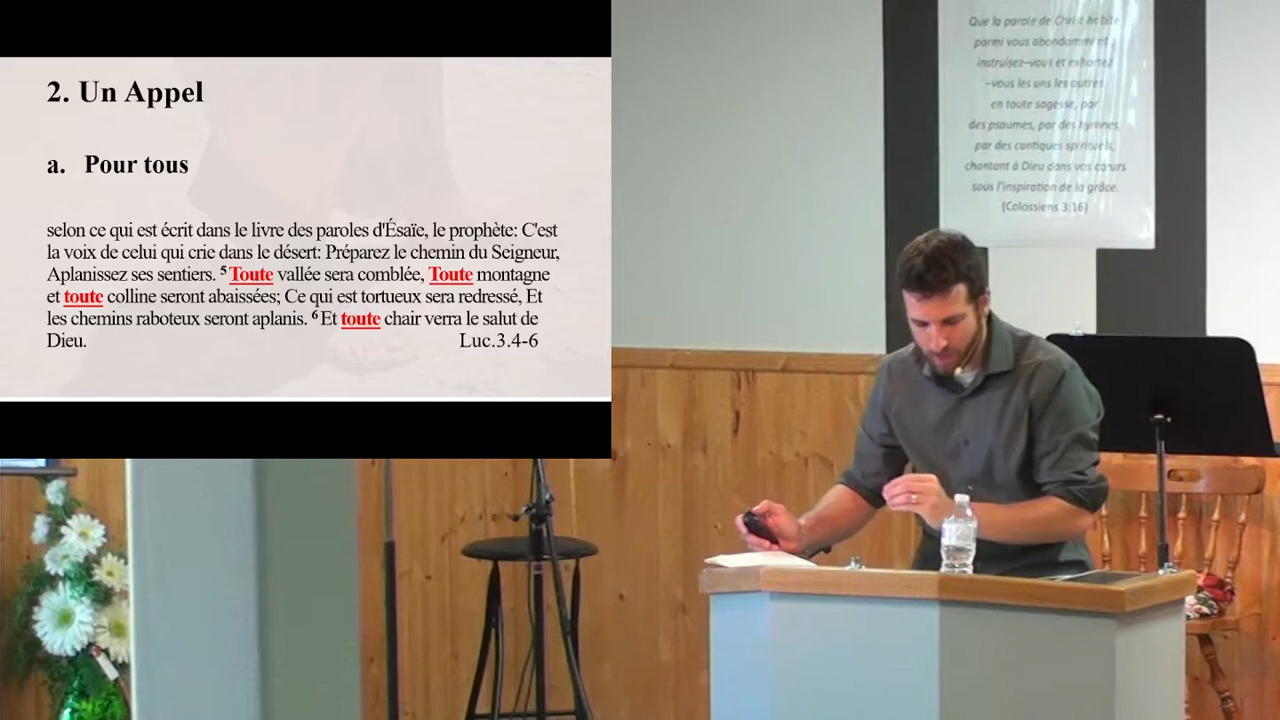 2. Un Appel
a. Pour tous
selon ce qui est écrit dans le livre des paroles d'Ésaïe, le prophète: C'est
la voix de celui qui crie dans le désert: Préparez le chemin du Seigneur,
Aplanissez ses sentiers. ⁵ Toute vallée sera comblée, Toute montagne
et toute colline seront abaissées; Ce qui est tortueux sera redressé, Et
les chemins raboteux seront aplanis. ⁶ Et toute chair verra le salut de
Dieu. Luc.3.4-6
Que la parole de Christ habite
parmi vous abondamment;
instruisez-vous et exhortez
-vous les uns les autres
en toute sagesse, par
des psaumes, par des hymnes,
par des cantiques spirituels,
chantant à Dieu dans vos cœurs
sous l'inspiration de la grâce.
(Colossiens 3:16)